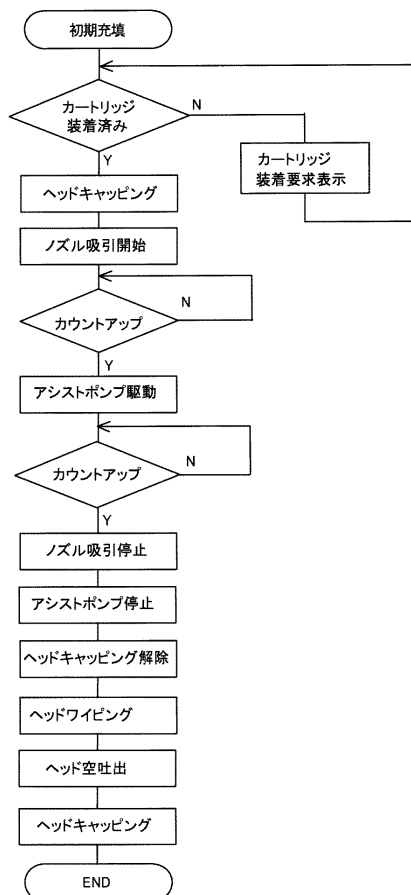 初期充填
カートリッジ
装着済み
N
Y
カートリッジ
装着要求表示
ヘッドキャッピング
ノズル吸引開始
N
カウントアップ
Y
アシストポンプ駆動
カウントアップ
N
Y
ノズル吸引停止
アシストポンプ停止
ヘッドキャッピング解除
ヘッドワイピング
ヘッド空吐出
ヘッドキャッピング
END